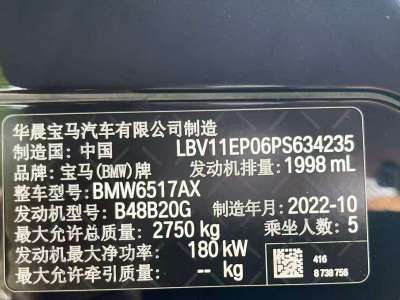 华晨宝马汽车有限公司制造
制造国: 中国 LBV11EP06PS634235
品牌: 宝马(BMW)牌 发动机排量: 1998 mL
整车型号: BMW6517AX
发动机型号: B48B20G 制造年月: 2022-10
最大允许总质量: 2750 kg 乘坐人数: 5
发动机最大净功率: 180 kW
最大允许牵引质量: -- kg
416
8 738 756